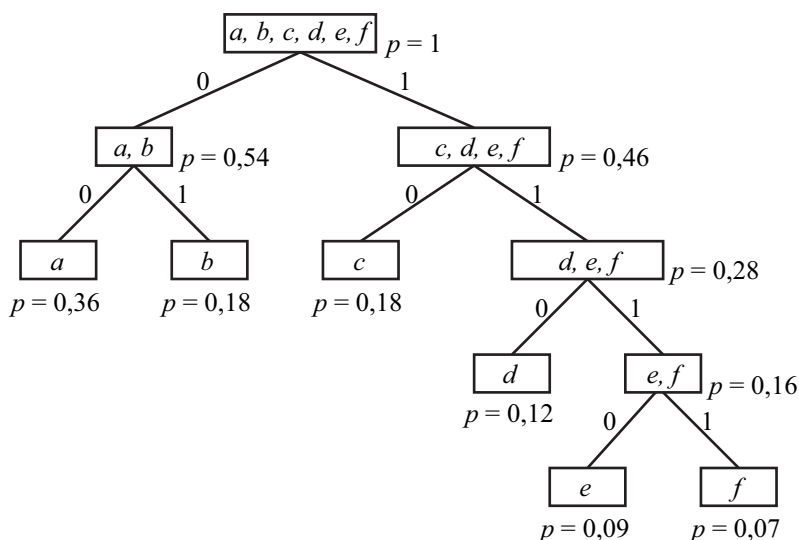 a, b, c, d, e, f p = 1
0 1
a, b p = 0,54 c, d, e, f p = 0,46
0 1 0 1
a b c d, e, f p = 0,28
p = 0,36 p = 0,18 p = 0,18
0 1
d e, f p = 0,16
p = 0,12
0 1
e f
p = 0,09 p = 0,07